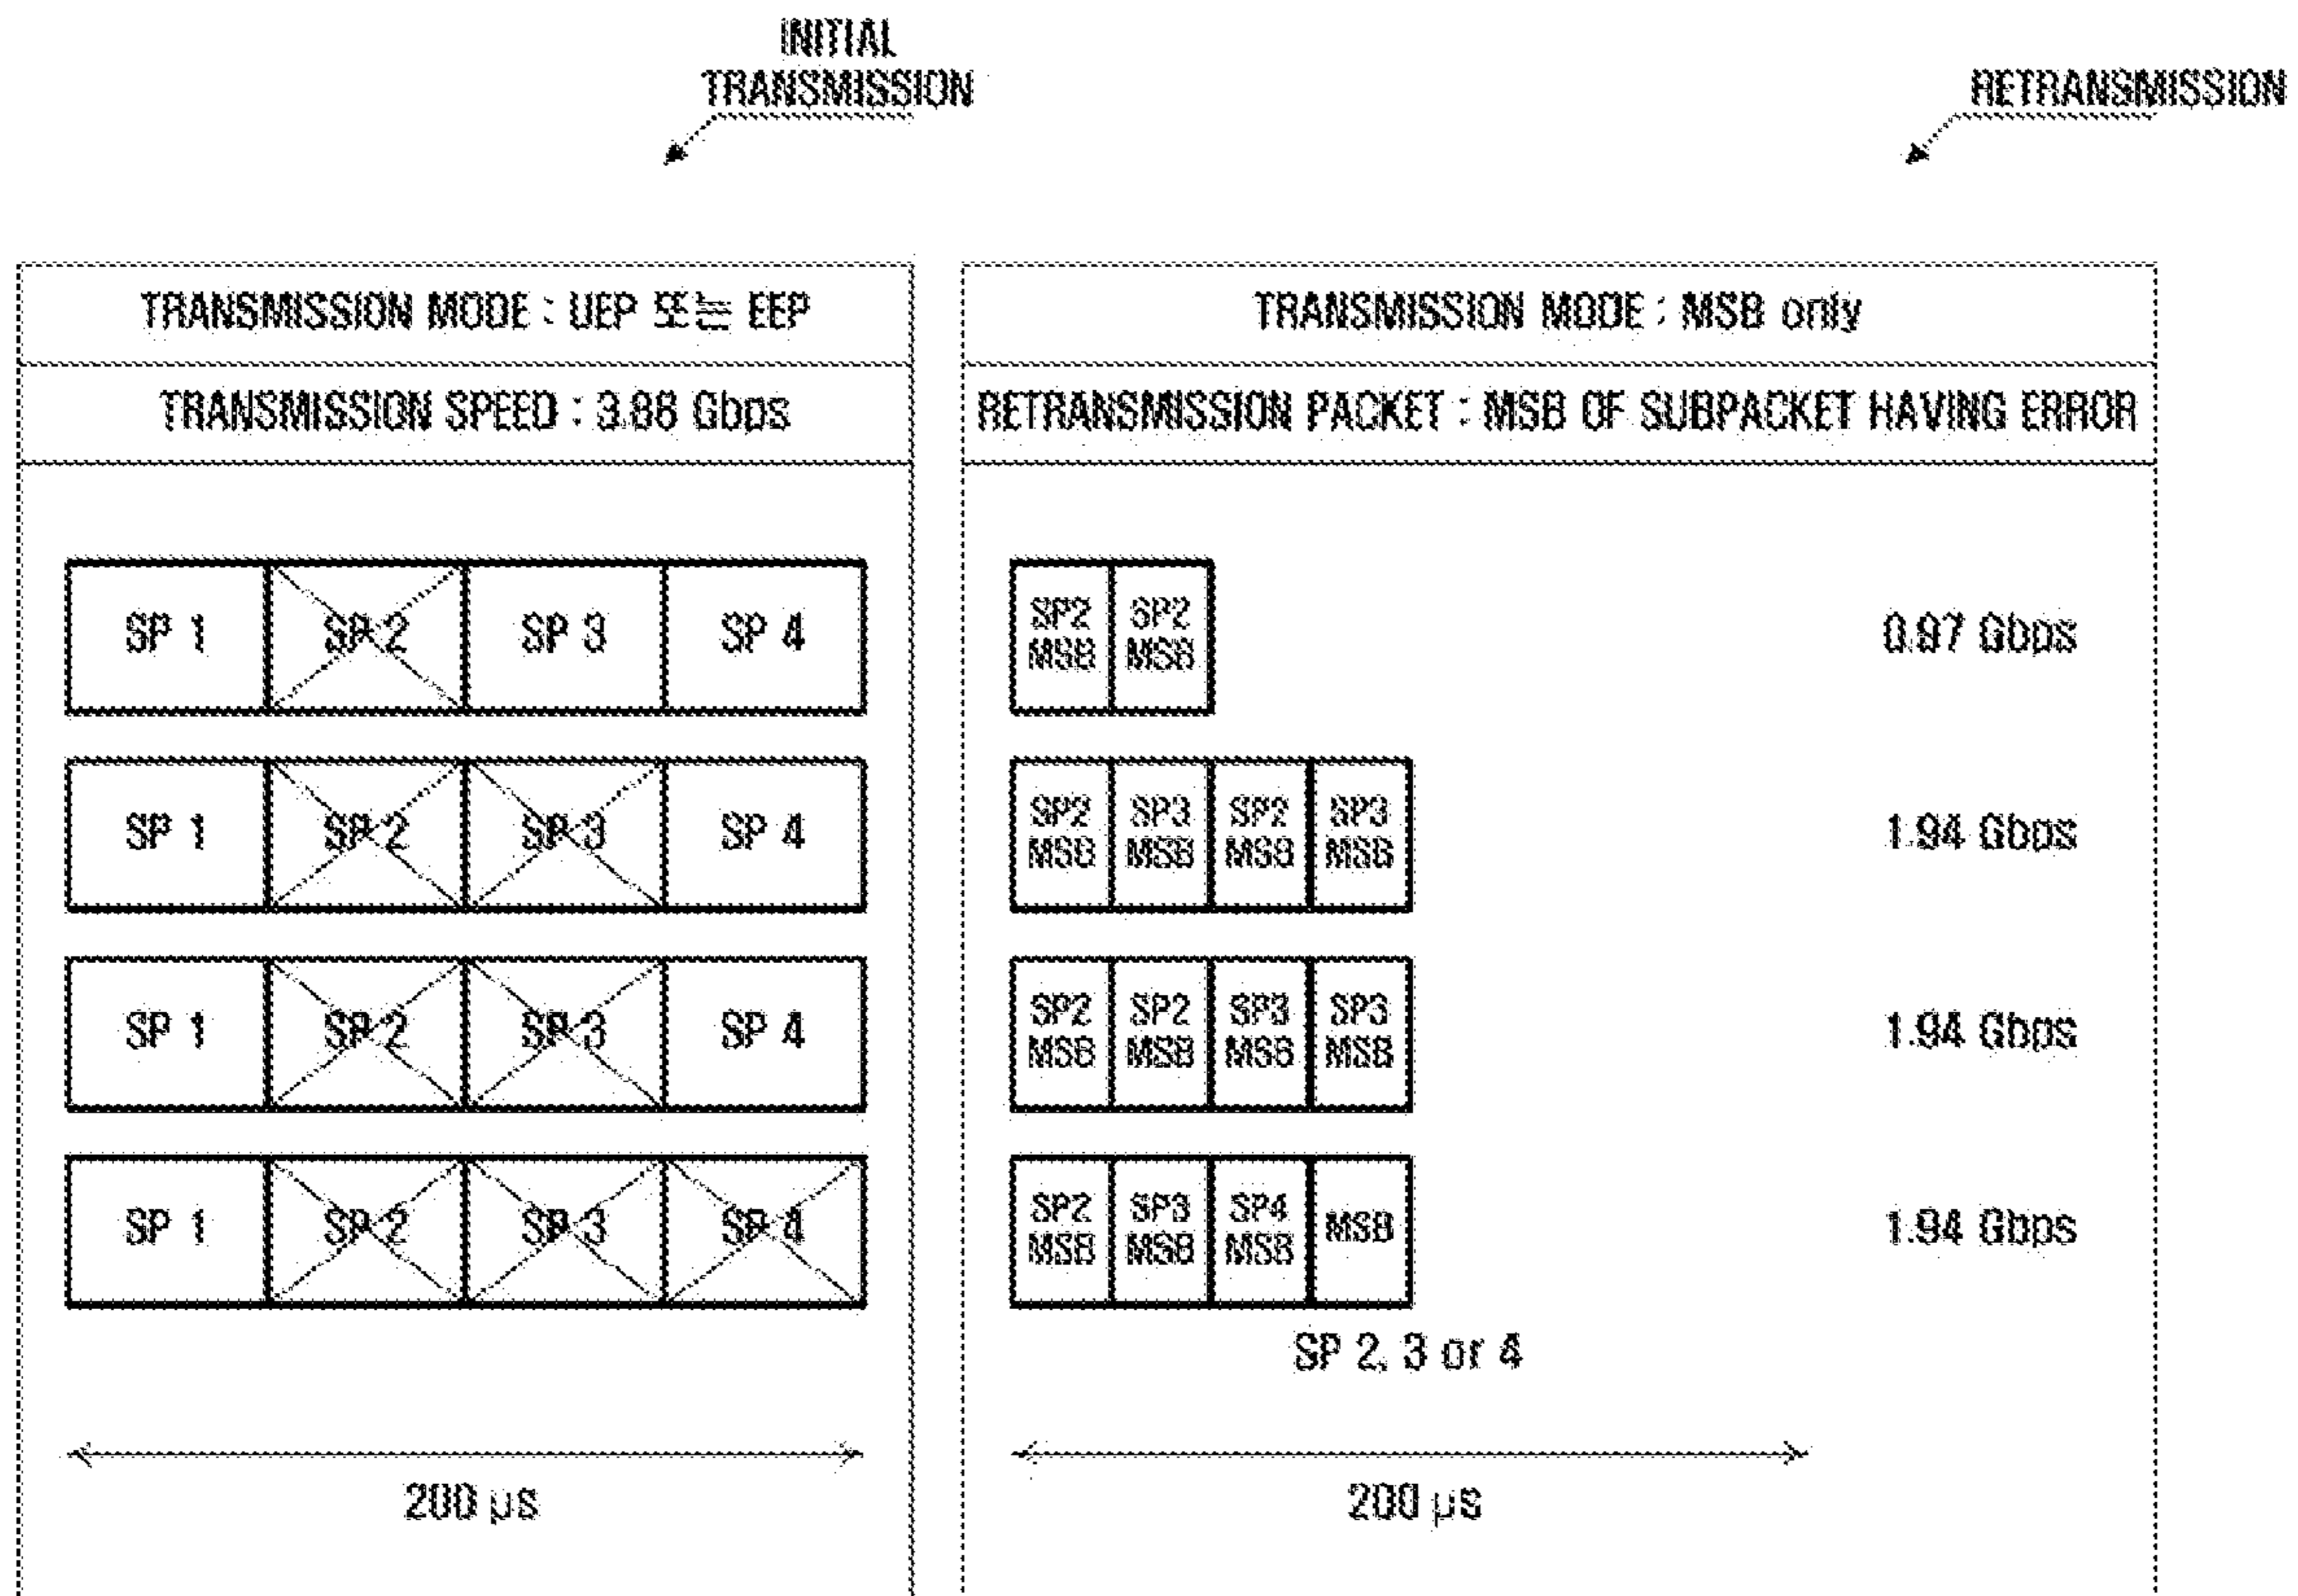 INITIAL
TRANSMISSION
RETRANSMISSION
TRANSMISSION MODE : UEP 또는 EEP
TRANSMISSION SPEED : 3.88 Gbps
TRANSMISSION MODE : MSB only
RETRANSMISSION PACKET : MSB OF SUBPACKET HAVING ERROR
SP 1 SP 2 SP 3 SP 4
SP2 SP2
MSB MSB
0.97 Gbps
SP 1 SP 2 SP 3 SP 4
SP2 SP3 SP2 SP3
MSB MSB MSB MSB
1.94 Gbps
SP 1 SP 2 SP 3 SP 4
SP2 SP2 SP3 SP3
MSB MSB MSB MSB
1.94 Gbps
SP 1 SP 2 SP 3 SP 4
SP2 SP3 SP4
MSB MSB MSB MSB
1.94 Gbps
SP 2, 3 or 4
200 µs
200 µs